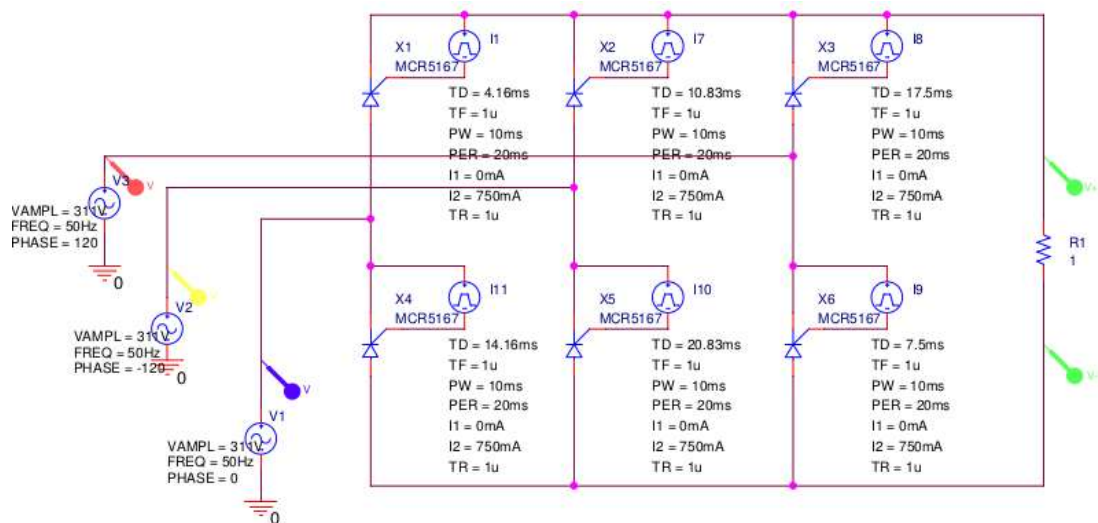 X1
MCR5167
I1
TD = 4.16ms
TF = 1u
PW = 10ms
PER = 20ms
I1 = 0mA
I2 = 750mA
TR = 1u
X2
MCR5167
I7
TD = 10.83ms
TF = 1u
PW = 10ms
PER = 20ms
I1 = 0mA
I2 = 750mA
TR = 1u
X3
MCR5167
I8
TD = 17.5ms
TF = 1u
PW = 10ms
PER = 20ms
I1 = 0mA
I2 = 750mA
TR = 1u
V3
V
VAMPL = 311V
FREQ = 50Hz
PHASE = 120
0
V2
VAMPL = 311V
FREQ = 50Hz
PHASE = -120
0
V
V1
VAMPL = 311V
FREQ = 50Hz
PHASE = 0
0
X4
MCR5167
I11
TD = 14.16ms
TF = 1u
PW = 10ms
PER = 20ms
I1 = 0mA
I2 = 750mA
TR = 1u
X5
MCR5167
I10
TD = 20.83ms
TF = 1u
PW = 10ms
PER = 20ms
I1 = 0mA
I2 = 750mA
TR = 1u
X6
MCR5167
I9
TD = 7.5ms
TF = 1u
PW = 10ms
PER = 20ms
I1 = 0mA
I2 = 750mA
TR = 1u
V+
R1
1
V-